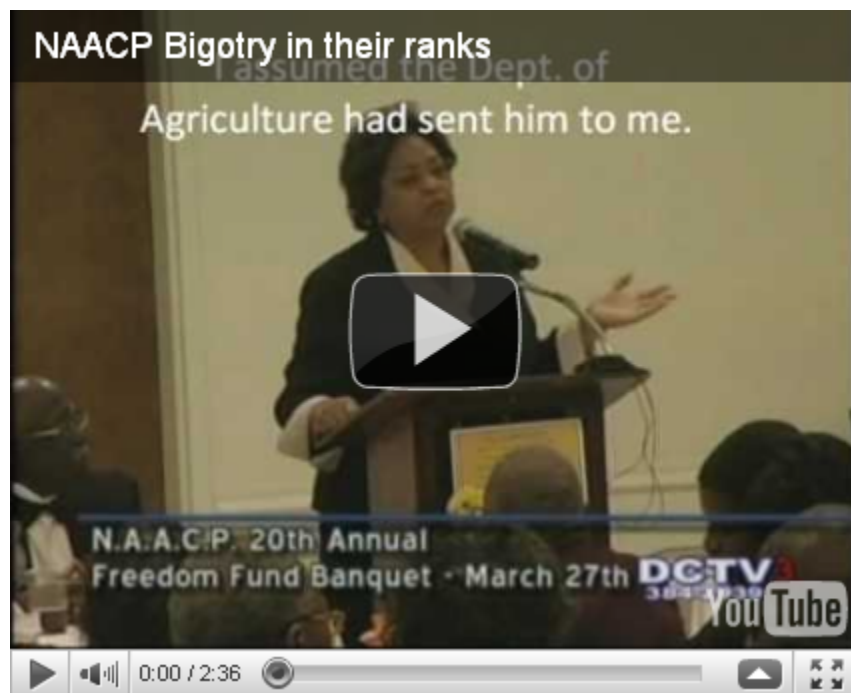 NAACP Bigotry in their ranks
I assumed the Dept. of
Agriculture had sent him to me.
N.A.A.C.P. 20th Annual
Freedom Fund Banquet - March 27th
DCTV3
YouTube
0:00 / 2:36